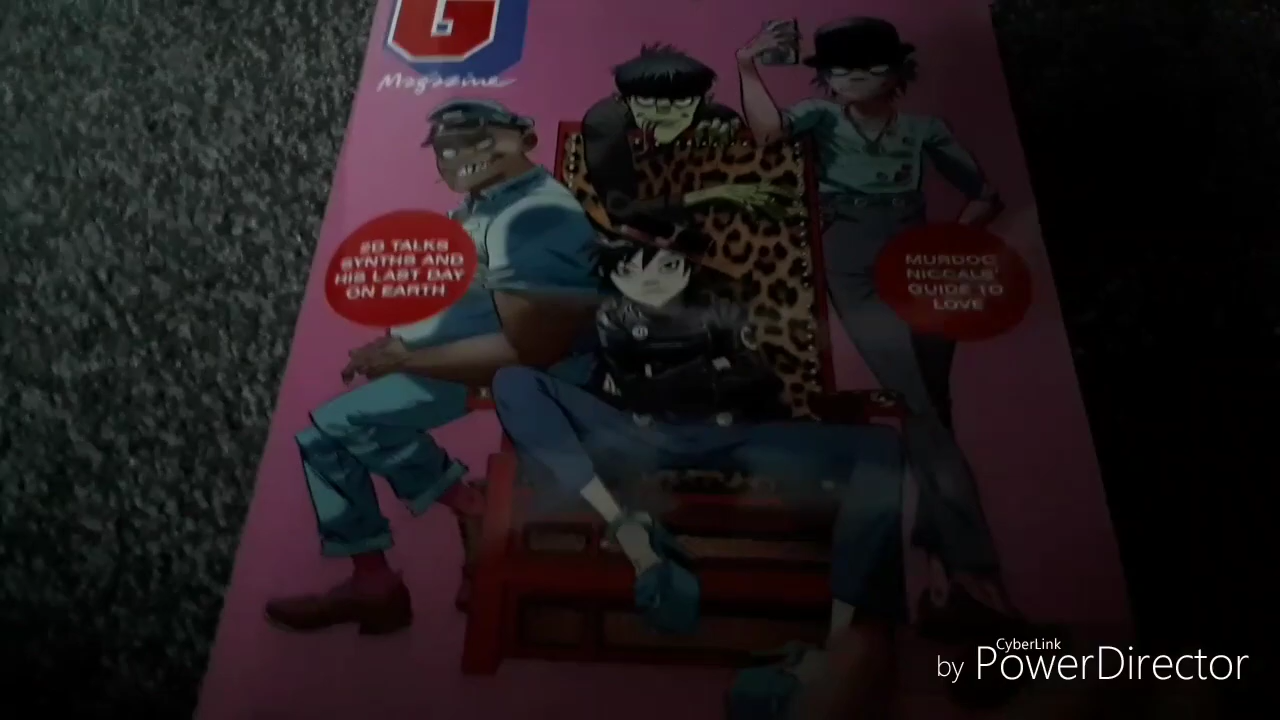 G
Magazine
2D TALKS
SYNTHS AND
HIS LAST DAY
ON EARTH
MURDOC
NICCALS'
GUIDE TO
LOVE
CyberLink
by PowerDirector